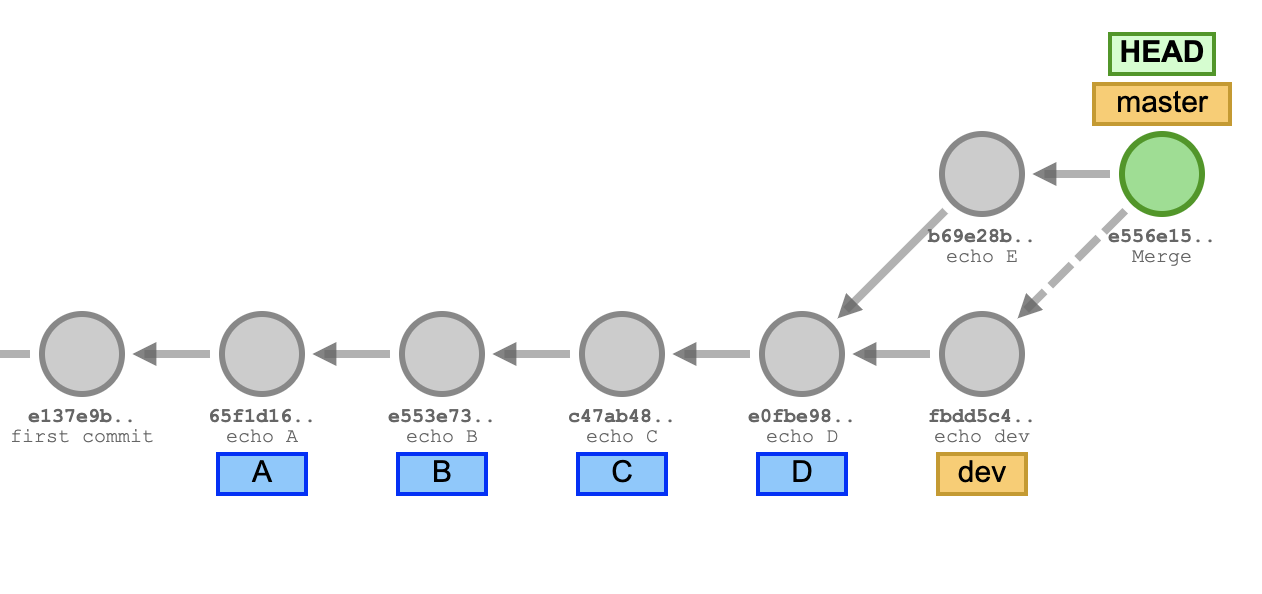 HEAD
master
b69e28b..
echo E
e556e15..
Merge
e137e9b..
first commit
65f1d16..
echo A
A
e553e73..
echo B
B
c47ab48..
echo C
C
e0fbe98..
echo D
D
fbdd5c4..
echo dev
dev